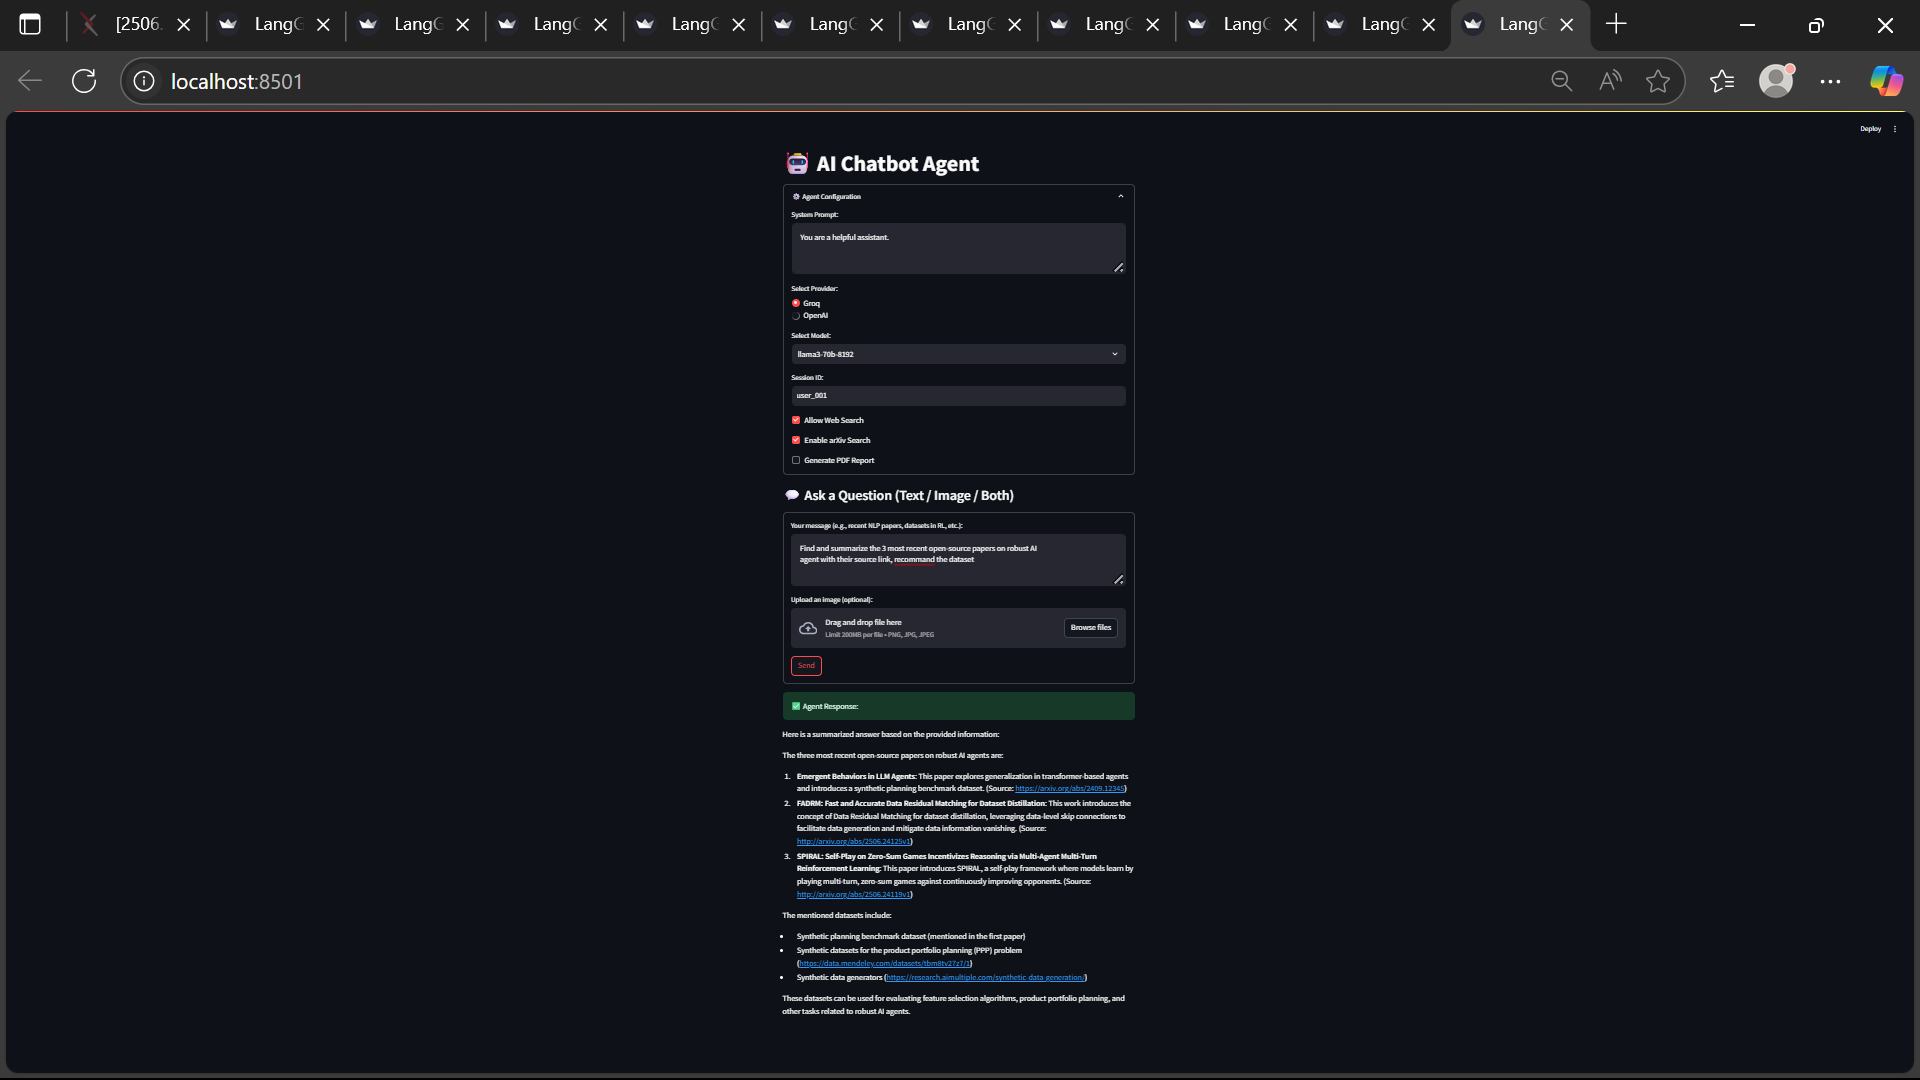 [2506.
LangG
LangG
LangG
LangG
LangG
LangG
LangG
LangG
LangG
LangG
localhost:8501
Deploy
AI Chatbot Agent
Agent Configuration
System Prompt:
You are a helpful assistant.
Select Provider:
Groq
OpenAI
Select Model:
llama3-70b-8192
Session ID:
user_001
Allow Web Search
Enable arXiv Search
Generate PDF Report
Ask a Question (Text / Image / Both)
Your message (e.g., recent NLP papers, datasets in RL, etc.):
Find and summarize the 3 most recent open-source papers on robust AI
agent with their source link, recommand the dataset
Upload an image (optional):
Drag and drop file here
Limit 200MB per file • PNG, JPG, JPEG
Browse files
Send
Agent Response:
Here is a summarized answer based on the provided information:
The three most recent open-source papers on robust AI agents are:
1. Emergent Behaviors in LLM Agents: This paper explores generalization in transformer-based agents
and introduces a synthetic planning benchmark dataset. (Source: https://arxiv.org/abs/2409.12345)
2. FADRM: Fast and Accurate Data Residual Matching for Dataset Distillation: This work introduces the
concept of Data Residual Matching for dataset distillation, leveraging data-level skip connections to
facilitate data generation and mitigate data information vanishing. (Source:
http://arxiv.org/abs/2506.24125v1)
3. SPIRAL: Self-Play on Zero-Sum Games Incentivizes Reasoning via Multi-Agent Multi-Turn
Reinforcement Learning: This paper introduces SPIRAL, a self-play framework where models learn by
playing multi-turn, zero-sum games against continuously improving opponents. (Source:
http://arxiv.org/abs/2506.24119v1)
The mentioned datasets include:
• Synthetic planning benchmark dataset (mentioned in the first paper)
• Synthetic datasets for the product portfolio planning (PPP) problem
(https://data.mendeley.com/datasets/tbm8tv27z7/1)
• Synthetic data generators (https://research.aimultiple.com/synthetic-data-generation/)
These datasets can be used for evaluating feature selection algorithms, product portfolio planning, and
other tasks related to robust AI agents.